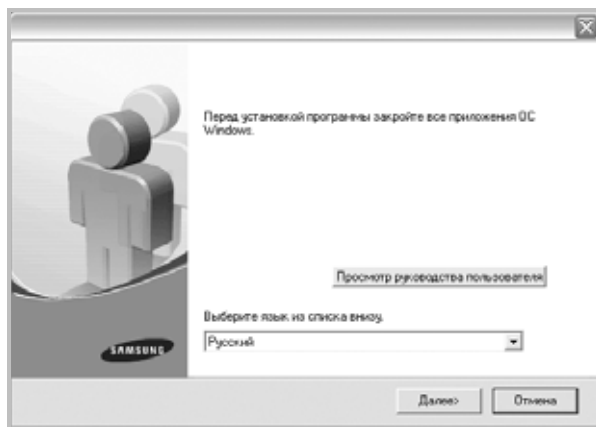 Перед установкой программы закройте все приложения ОС
Windows.
Просмотр руководства пользователя
Выберите язык из списка внизу.
Русский
SAMSUNG
Далее>
Отмена